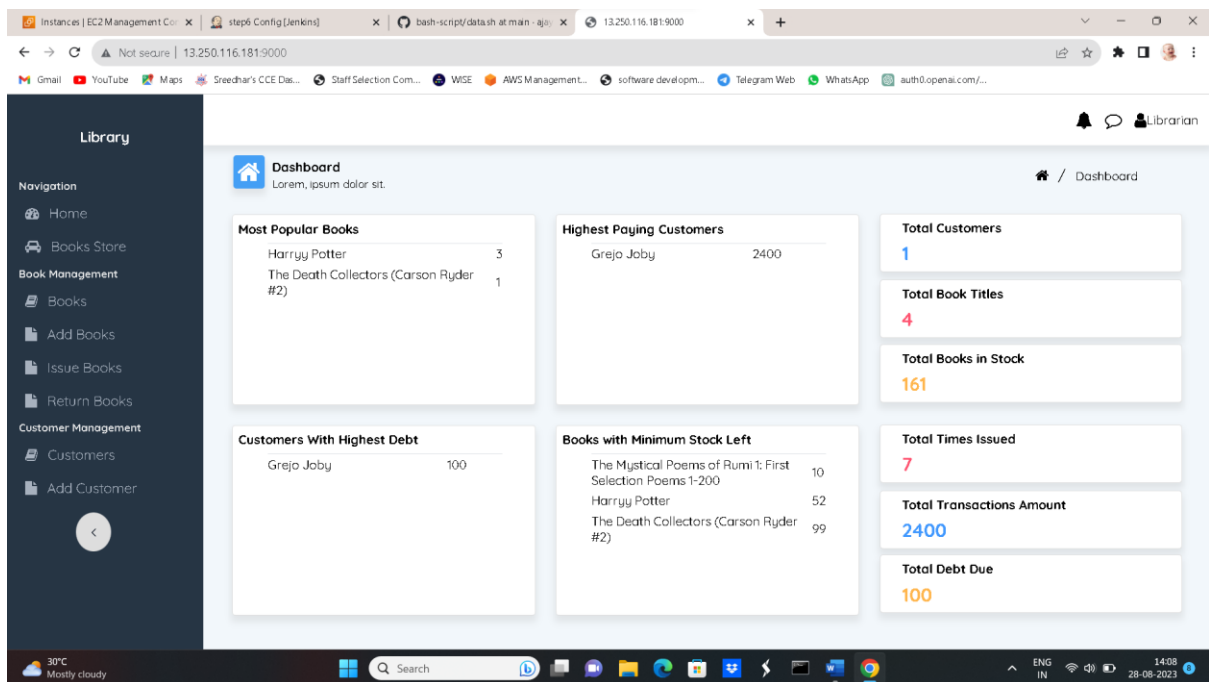 Instances | EC2 Management Con
step6 Config [Jenkins]
bash-script/data.sh at main · ajay
13.250.116.181:9000
Not secure | 13.250.116.181:9000
Gmail YouTube Maps Sreedhar's CCE Das... Staff Selection Com... WISE AWS Management... software developm... Telegram Web WhatsApp auth0.openai.com/...
Library
Librarian
Navigation
Home
Books Store
Book Management
Books
Add Books
Issue Books
Return Books
Customer Management
Customers
Add Customer
Dashboard
Lorem, ipsum dolor sit.
/ Dashboard
Most Popular Books
Harryy Potter 3
The Death Collectors (Carson Ryder
#2) 1
Highest Paying Customers
Grejo Joby 2400
Total Customers
1
Total Book Titles
4
Total Books in Stock
161
Customers With Highest Debt
Grejo Joby 100
Books with Minimum Stock Left
The Mystical Poems of Rumi 1: First
Selection Poems 1-200 10
Harryy Potter 52
The Death Collectors (Carson Ryder
#2) 99
Total Times Issued
7
Total Transactions Amount
2400
Total Debt Due
100
30°C
Mostly cloudy
Search
ENG
IN
14:08
28-08-2023